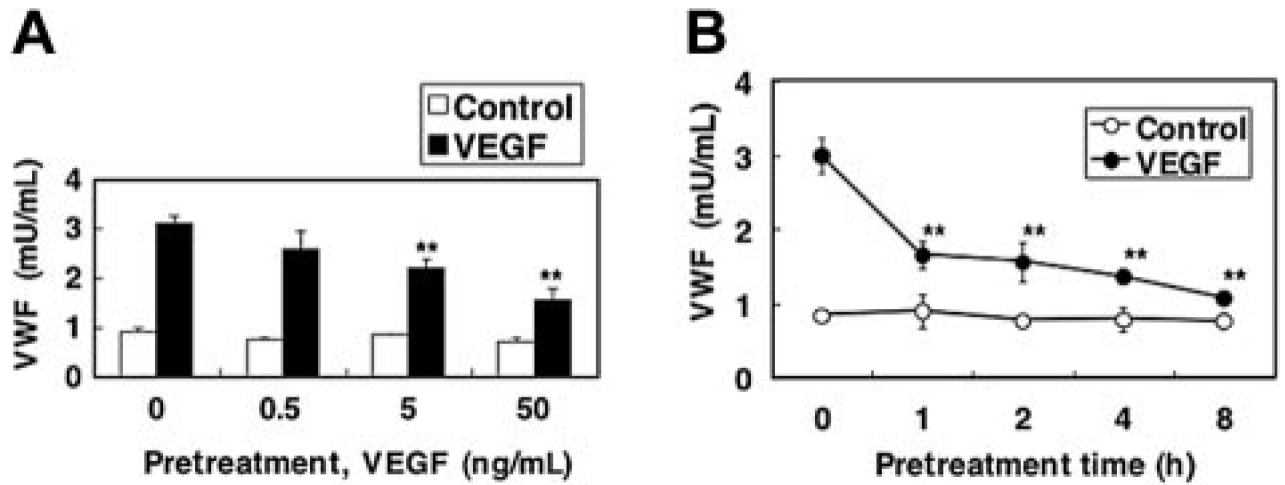 A
Control
VEGF
VWF (mU/mL)
4
3
2
1
0
**
**
0 0.5 5 50
Pretreatment, VEGF (ng/mL)
B
Control
VEGF
VWF (mU/mL)
4
3
2
1
0
**
**
**
**
0 1 2 4 8
Pretreatment time (h)